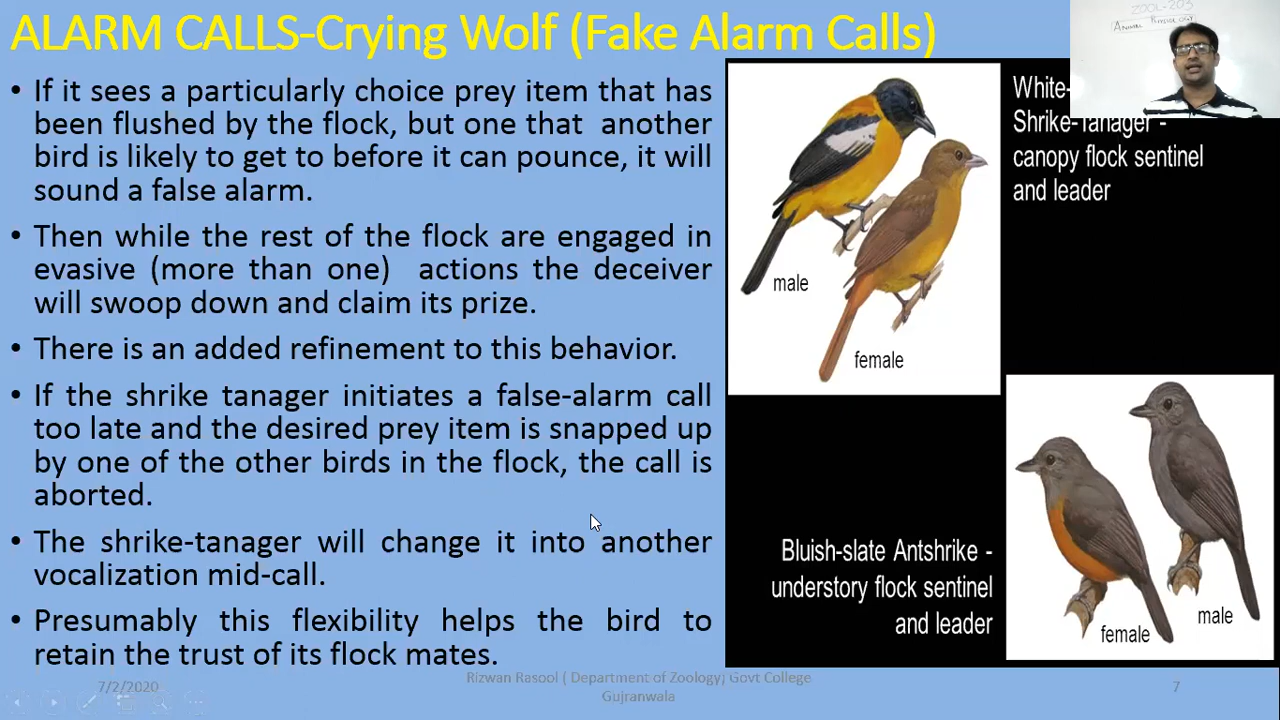 ALARM CALLS-Crying Wolf (Fake Alarm Calls)
• If it sees a particularly choice prey item that has
been flushed by the flock, but one that another
bird is likely to get to before it can pounce, it will
sound a false alarm.
• Then while the rest of the flock are engaged in
evasive (more than one) actions the deceiver
will swoop down and claim its prize.
• There is an added refinement to this behavior.
• If the shrike tanager initiates a false-alarm call
too late and the desired prey item is snapped up
by one of the other birds in the flock, the call is
aborted.
• The shrike-tanager will change it into another
vocalization mid-call.
• Presumably this flexibility helps the bird to
retain the trust of its flock mates.
ZOOL-203
Animal Physiology
White-
Shrike-Tanager -
canopy flock sentinel
and leader
male
female
Bluish-slate Antshrike -
understory flock sentinel
and leader
female
male
7/2/2020
Rizwan Rasool ( Department of Zoology) Govt College
Gujranwala
7